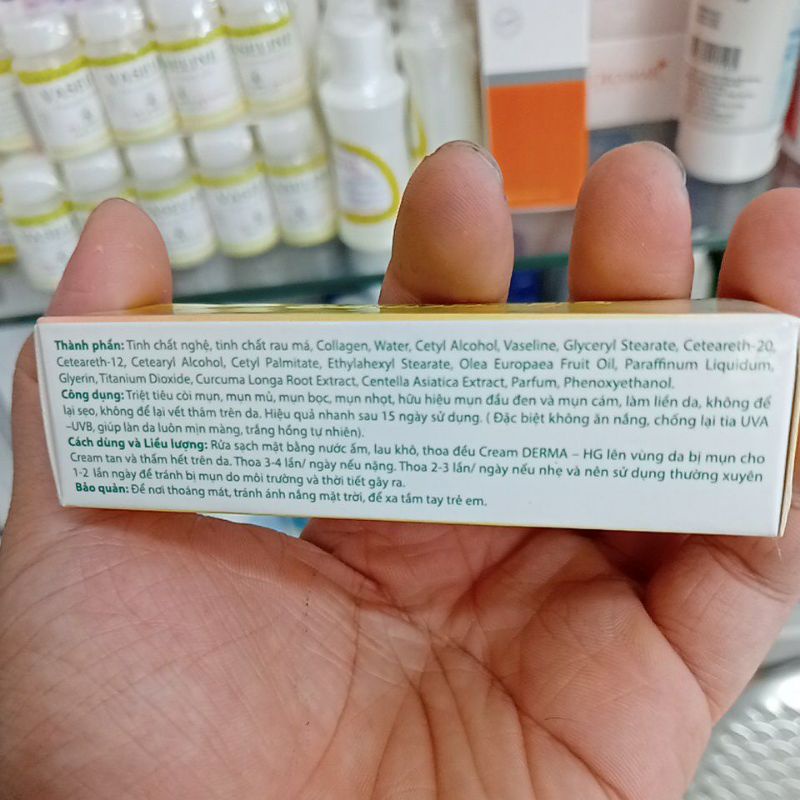 Thành phần: Tinh chất nghệ, tinh chất rau má, Collagen, Water, Cetyl Alcohol, Vaseline, Glyceryl Stearate, Ceteareth-20,
Ceteareth-12, Cetearyl Alcohol, Cetyl Palmitate, Ethylahexyl Stearate, Olea Europaea Fruit Oil, Paraffinum Liquidum,
Glyerin, Titanium Dioxide, Curcuma Longa Root Extract, Centella Asiatica Extract, Parfum, Phenoxyethanol.
Công dụng: Triệt tiêu còi mụn, mụn mủ, mụn bọc, mụn nhọt, hữu hiệu mụn đầu đen và mụn cám, làm liền da, không để
lại sẹo, không để lại vết thâm trên da. Hiệu quả nhanh sau 15 ngày sử dụng. ( Đặc biệt không ăn nắng, chống lại tia UVA
–UVB, giúp làn da luôn mịn màng, trắng hồng tự nhiên).
Cách dùng và Liều lượng: Rửa sạch mặt bằng nước ấm, lau khô, thoa đều Cream DERMA – HG lên vùng da bị mụn cho
Cream tan và thấm hết trên da. Thoa 3-4 lần/ ngày nếu nặng. Thoa 2-3 lần/ ngày nếu nhẹ và nên sử dụng thường xuyên
1-2 lần ngày để tránh bị mụn do môi trường và thời tiết gây ra.
Bảo quản: Để nơi thoáng mát, tránh ánh nắng mặt trời, để xa tầm tay trẻ em.